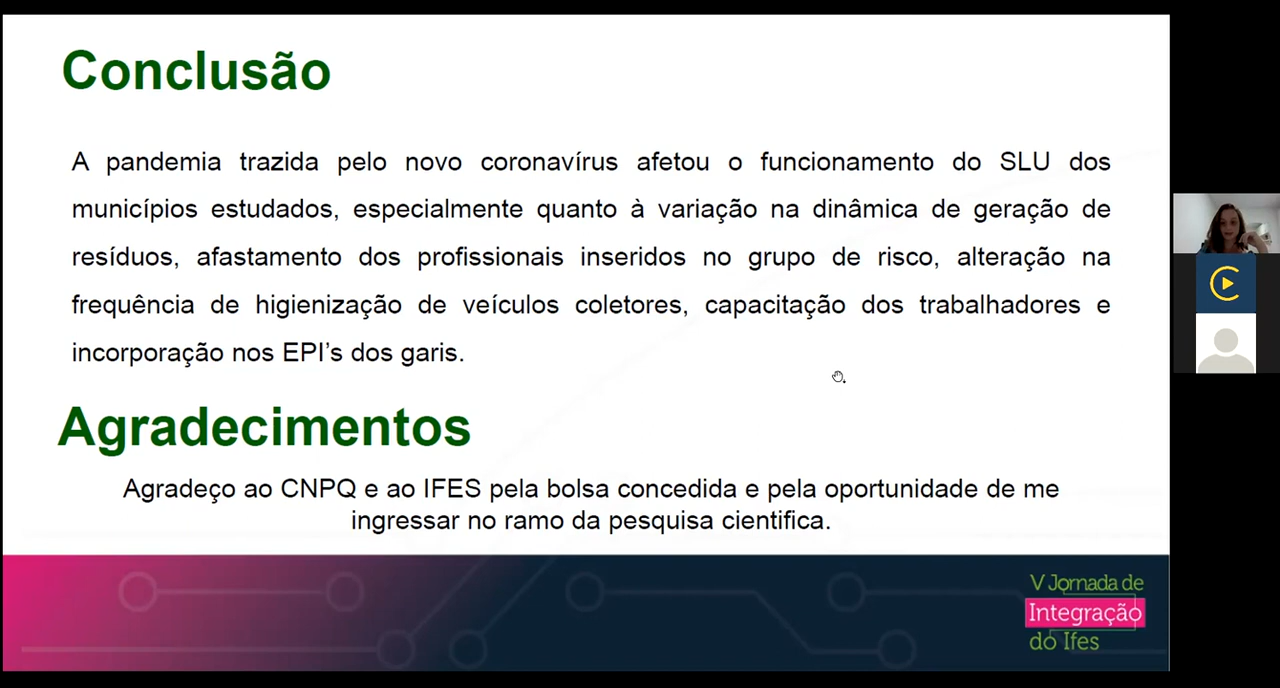 Conclusão
A pandemia trazida pelo novo coronavírus afetou o funcionamento do SLU dos
municípios estudados, especialmente quanto à variação na dinâmica de geração de
resíduos, afastamento dos profissionais inseridos no grupo de risco, alteração na
frequência de higienização de veículos coletores, capacitação dos trabalhadores e
incorporação nos EPI’s dos garis.
Agradecimentos
Agradeço ao CNPQ e ao IFES pela bolsa concedida e pela oportunidade de me
ingressar no ramo da pesquisa cientifica.
V Jornada de
Integração
do Ifes